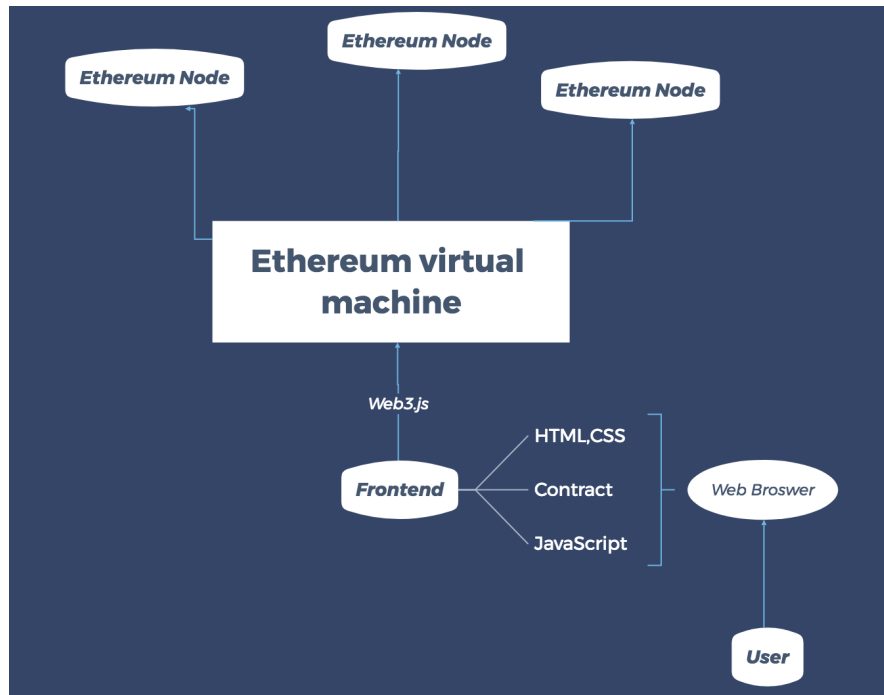 Ethereum Node
Ethereum Node
Ethereum Node
Ethereum virtual
machine
Web3.js
HTML,CSS
Frontend
Contract
Web Broswer
JavaScript
User